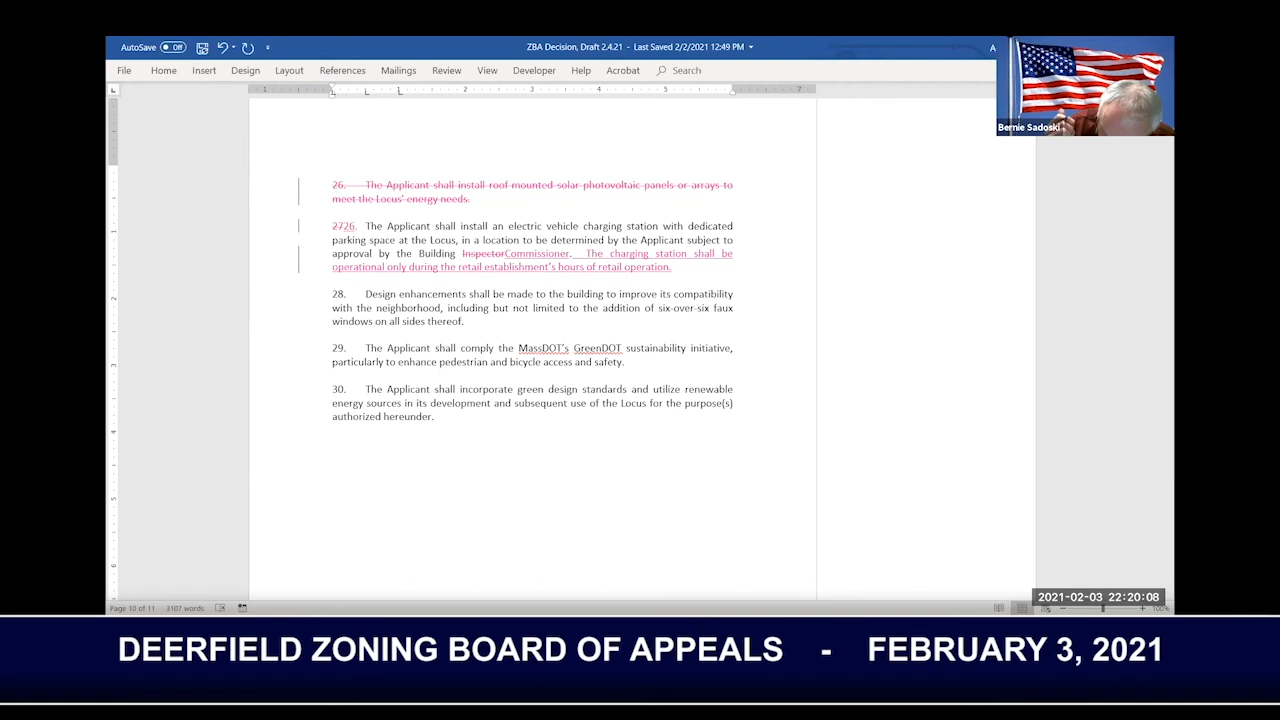 AutoSave Off
ZBA Decision, Draft 2.4.21 - Last Saved 2/2/2021 12:49 PM
A
File Home Insert Design Layout References Mailings Review View Developer Help Acrobat Search
1 1 2 3 4 5 7
Bernie Sadoski
26. The Applicant shall install roof mounted solar photovoltaic panels or arrays to
meet the Locus' energy needs.
2726. The Applicant shall install an electric vehicle charging station with dedicated
parking space at the Locus, in a location to be determined by the Applicant subject to
approval by the Building InspectorCommissioner. The charging station shall be
operational only during the retail establishment's hours of retail operation.
28. Design enhancements shall be made to the building to improve its compatibility
with the neighborhood, including but not limited to the addition of six-over-six faux
windows on all sides thereof.
29. The Applicant shall comply the MassDOT's GreenDOT sustainability initiative,
particularly to enhance pedestrian and bicycle access and safety.
30. The Applicant shall incorporate green design standards and utilize renewable
energy sources in its development and subsequent use of the Locus for the purpose(s)
authorized hereunder.
2021-02-03 22:20:08
Page 10 of 11 3107 words 100%
DEERFIELD ZONING BOARD OF APPEALS - FEBRUARY 3, 2021